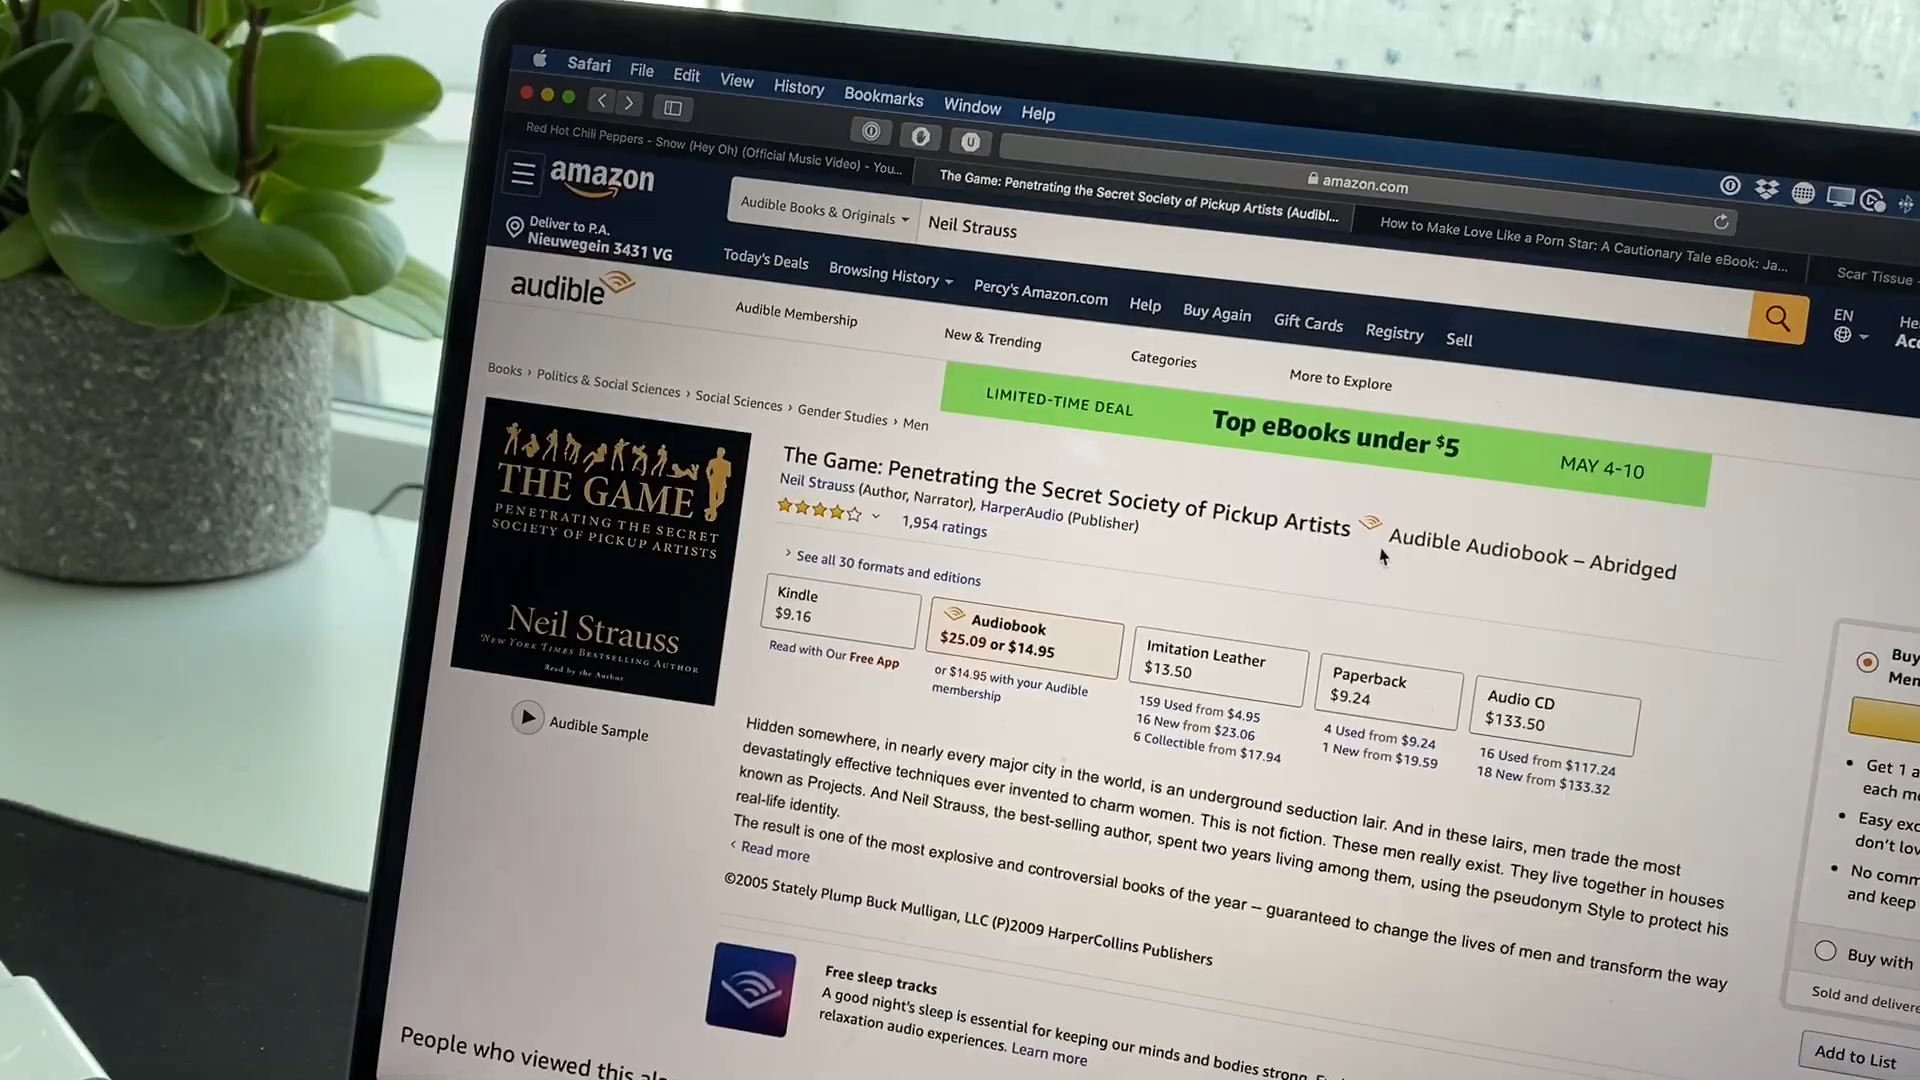 Safari File Edit View History Bookmarks Window Help
Red Hot Chili Peppers - Snow (Hey Oh) (Official Music Video) - You...
The Game: Penetrating the Secret Society of Pickup Artists (Audibl...
How to Make Love Like a Porn Star: A Cautionary Tale eBook: Ja...
Scar Tissue -
amazon.com
amazon
Audible Books & Originals
Neil Strauss
EN
Deliver to P.A.
Nieuwegein 3431 VG
Today's Deals Browsing History Percy's Amazon.com Help Buy Again Gift Cards Registry Sell
audible
Audible Membership New & Trending Categories More to Explore
Books › Politics & Social Sciences › Social Sciences › Gender Studies › Men
LIMITED-TIME DEAL Top eBooks under $5 MAY 4-10
THE GAME
PENETRATING THE SECRET
SOCIETY OF PICKUP ARTISTS
Neil Strauss
NEW YORK TIMES BESTSELLING AUTHOR
Read by the Author
Audible Sample
The Game: Penetrating the Secret Society of Pickup Artists Audible Audiobook – Abridged
Neil Strauss (Author, Narrator), HarperAudio (Publisher)
1,954 ratings
› See all 30 formats and editions
Kindle
$9.16
Read with Our Free App
Audiobook
$25.09 or $14.95
or $14.95 with your Audible
membership
Imitation Leather
$13.50
159 Used from $4.95
16 New from $23.06
6 Collectible from $17.94
Paperback
$9.24
4 Used from $9.24
1 New from $19.59
Audio CD
$133.50
16 Used from $117.24
18 New from $133.32
Hidden somewhere, in nearly every major city in the world, is an underground seduction lair. And in these lairs, men trade the most
devastatingly effective techniques ever invented to charm women. This is not fiction. These men really exist. They live together in houses
known as Projects. And Neil Strauss, the best-selling author, spent two years living among them, using the pseudonym Style to protect his
real-life identity.
The result is one of the most explosive and controversial books of the year -- guaranteed to change the lives of men and transform the way
‹ Read more
©2005 Stately Plump Buck Mulligan, LLC (P)2009 HarperCollins Publishers
Free sleep tracks
A good night's sleep is essential for keeping our minds and bodies strong.
relaxation audio experiences. Learn more
People who viewed this
Buy
Get 1
each
Easy
don't
No
and keep
Buy with
Sold and
Add to List